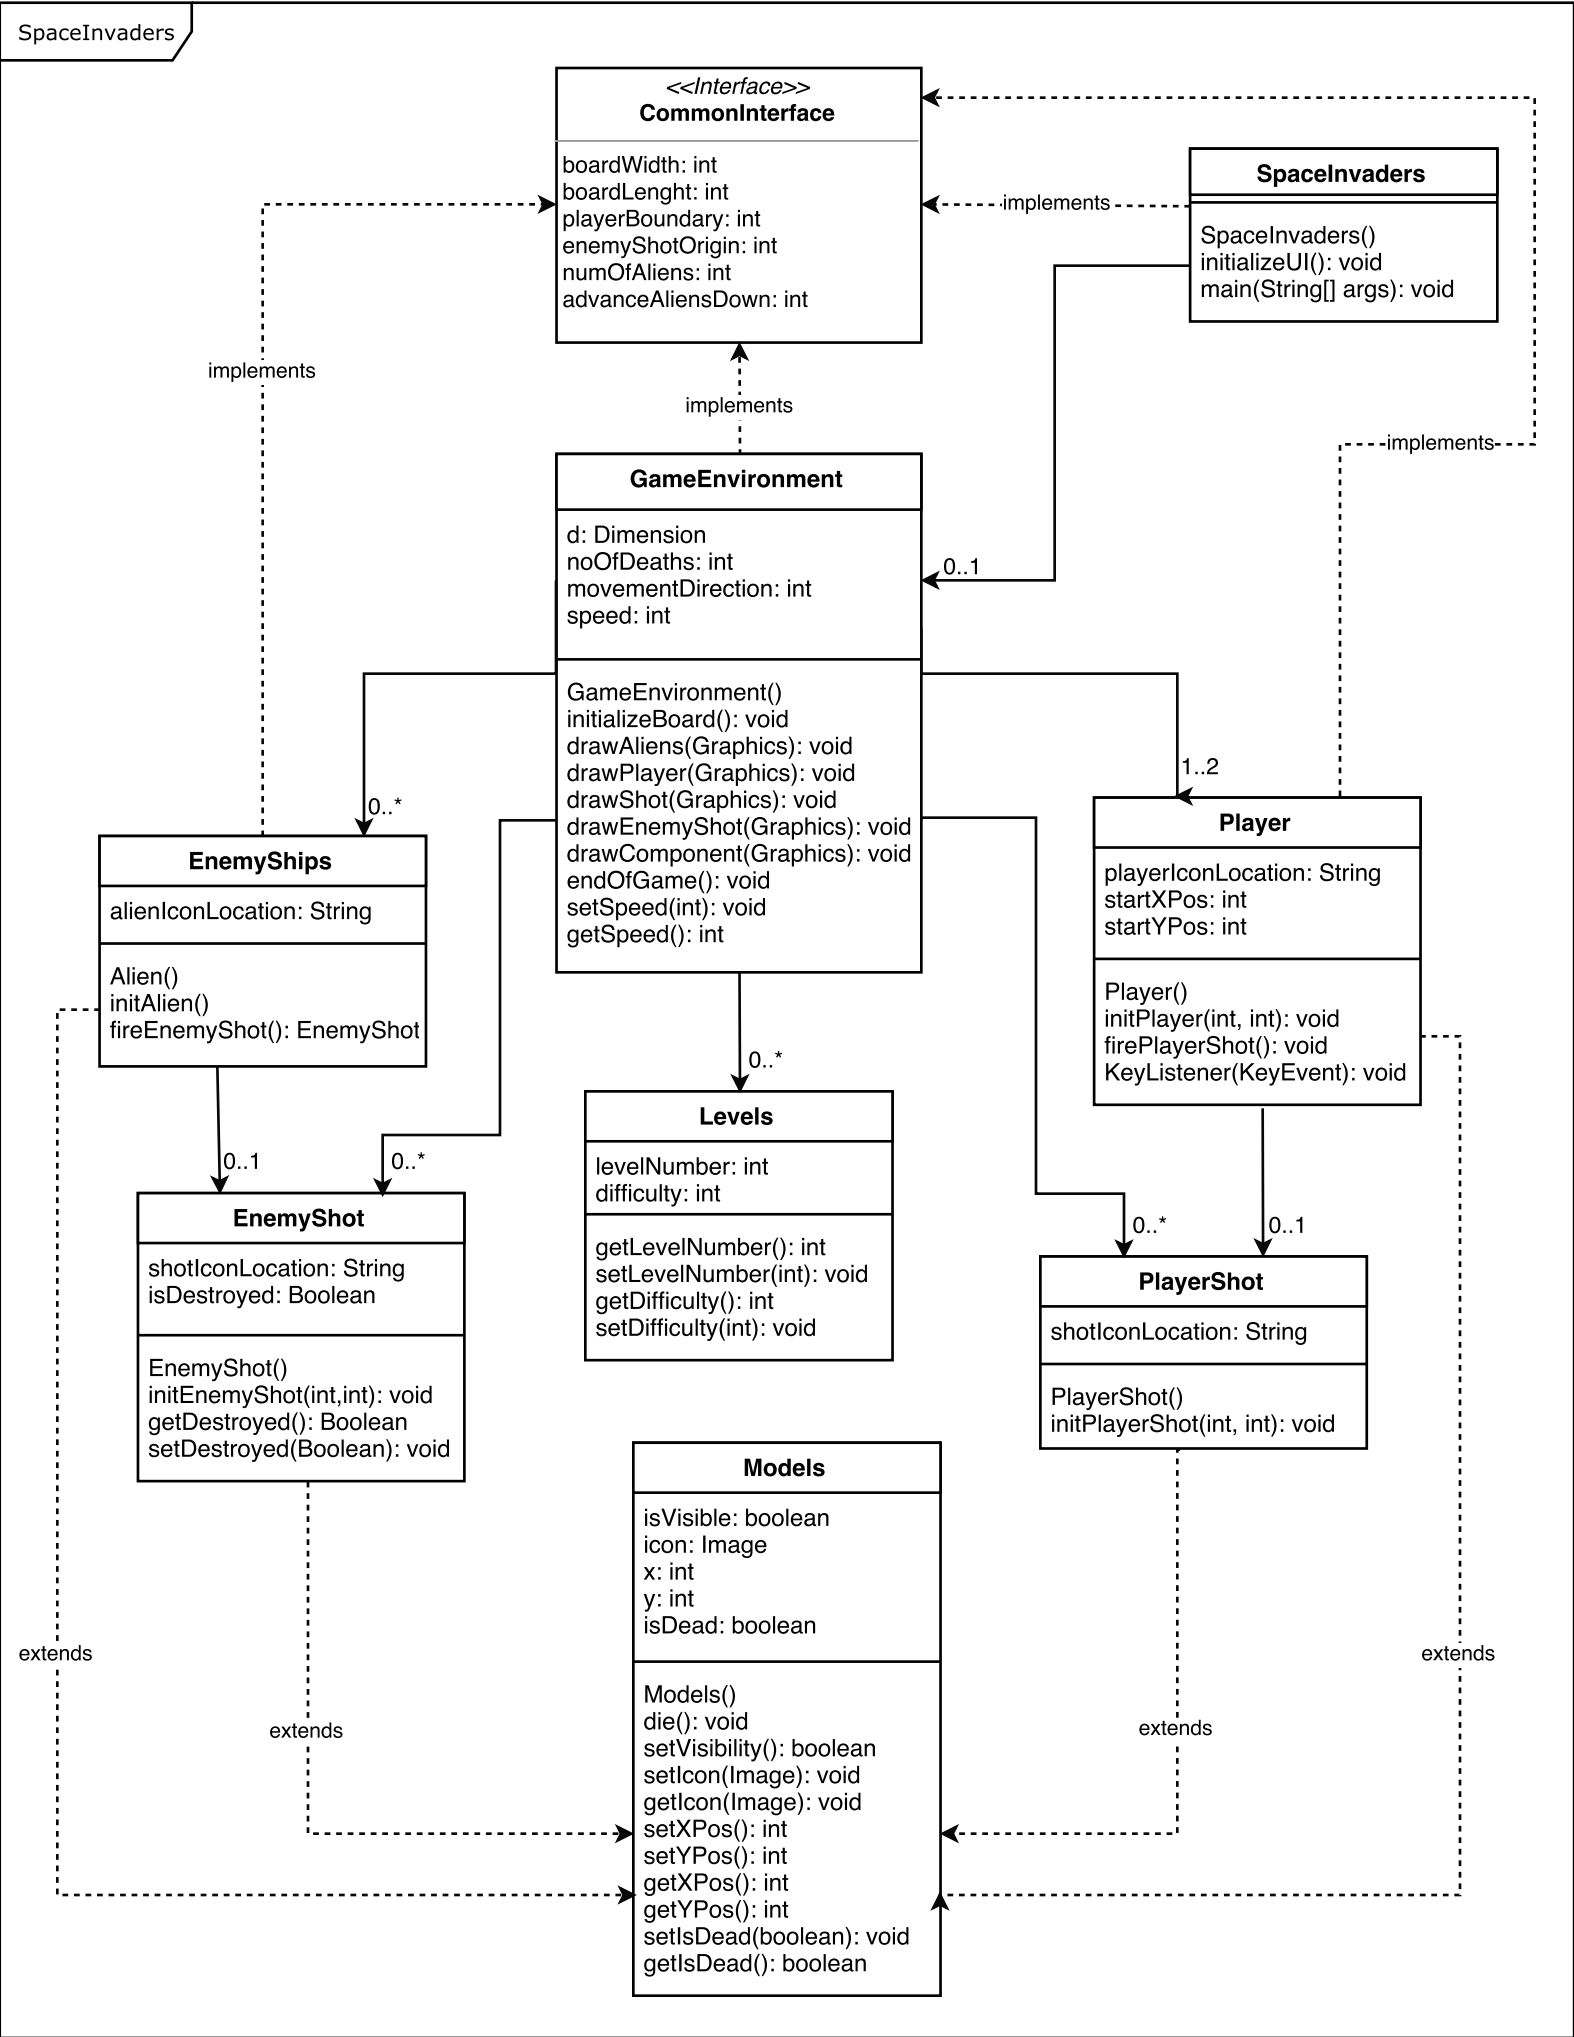 SpaceInvaders
<<Interface>>
CommonInterface
boardWidth: int
boardLenght: int
playerBoundary: int
enemyShotOrigin: int
numOfAliens: int
advanceAliensDown: int
implements
SpaceInvaders
SpaceInvaders()
initializeUI(): void
main(String[] args): void
implements
implements
implements
GameEnvironment
d: Dimension
noOfDeaths: int
movementDirection: int
speed: int
GameEnvironment()
initializeBoard(): void
drawAliens(Graphics): void
drawPlayer(Graphics): void
drawShot(Graphics): void
drawEnemyShot(Graphics): void
drawComponent(Graphics): void
endOfGame(): void
setSpeed(int): void
getSpeed(): int
0..1
0..*
1..2
EnemyShips
alienIconLocation: String
Alien()
initAlien()
fireEnemyShot(): EnemyShot
Player
playerIconLocation: String
startXPos: int
startYPos: int
Player()
initPlayer(int, int): void
firePlayerShot(): void
KeyListener(KeyEvent): void
0..*
Levels
levelNumber: int
difficulty: int
getLevelNumber(): int
setLevelNumber(int): void
getDifficulty(): int
setDifficulty(int): void
0..1
0..*
EnemyShot
shotIconLocation: String
isDestroyed: Boolean
EnemyShot()
initEnemyShot(int,int): void
getDestroyed(): Boolean
setDestroyed(Boolean): void
0..*
0..1
PlayerShot
shotIconLocation: String
PlayerShot()
initPlayerShot(int, int): void
Models
isVisible: boolean
icon: Image
x: int
y: int
isDead: boolean
Models()
die(): void
setVisibility(): boolean
setIcon(Image): void
getIcon(Image): void
setXPos(): int
setYPos(): int
getXPos(): int
getYPos(): int
setIsDead(boolean): void
getIsDead(): boolean
extends
extends
extends
extends